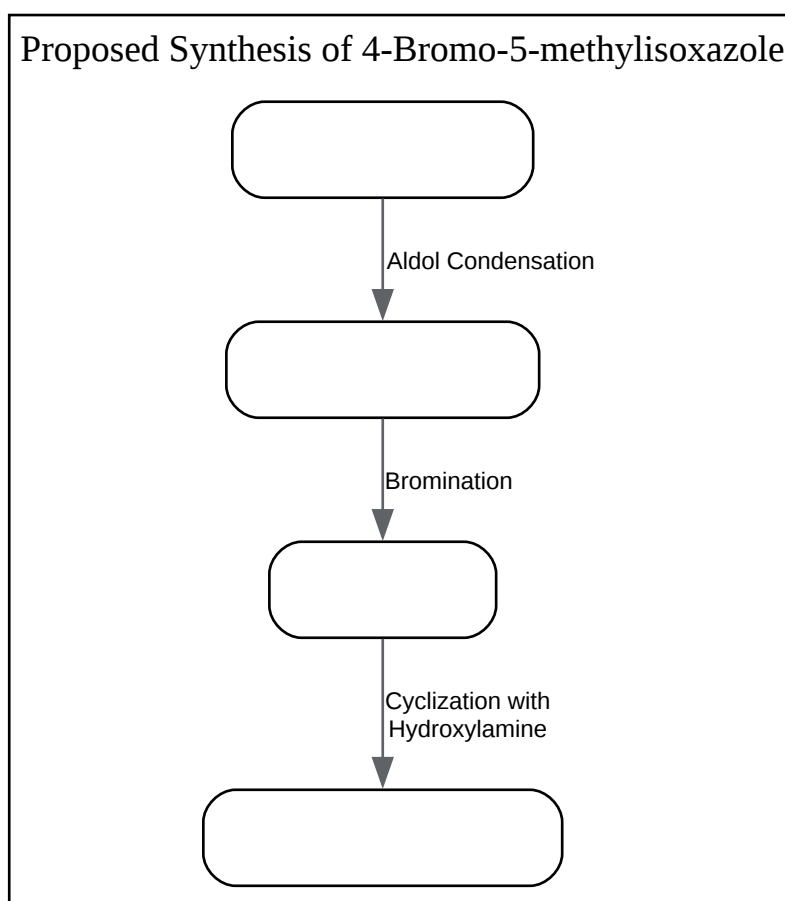 Proposed Synthesis of 4-Bromo-5-methylisoxazole
Aldol Condensation
Bromination
Cyclization with
Hydroxylamine